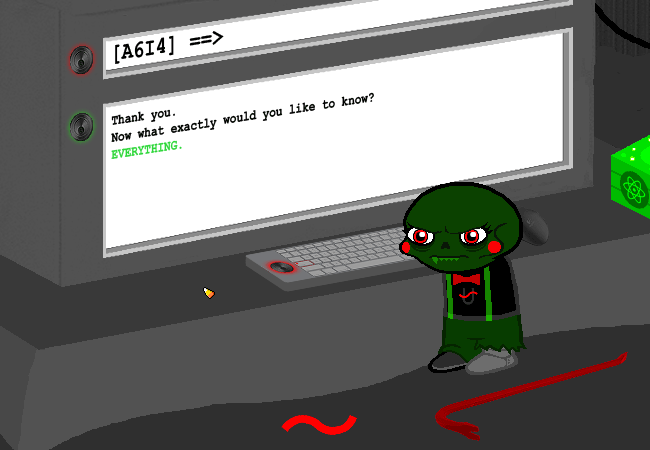 [A6I4] ==>
Thank you.
Now what exactly would you like to know?
EVERYTHING.